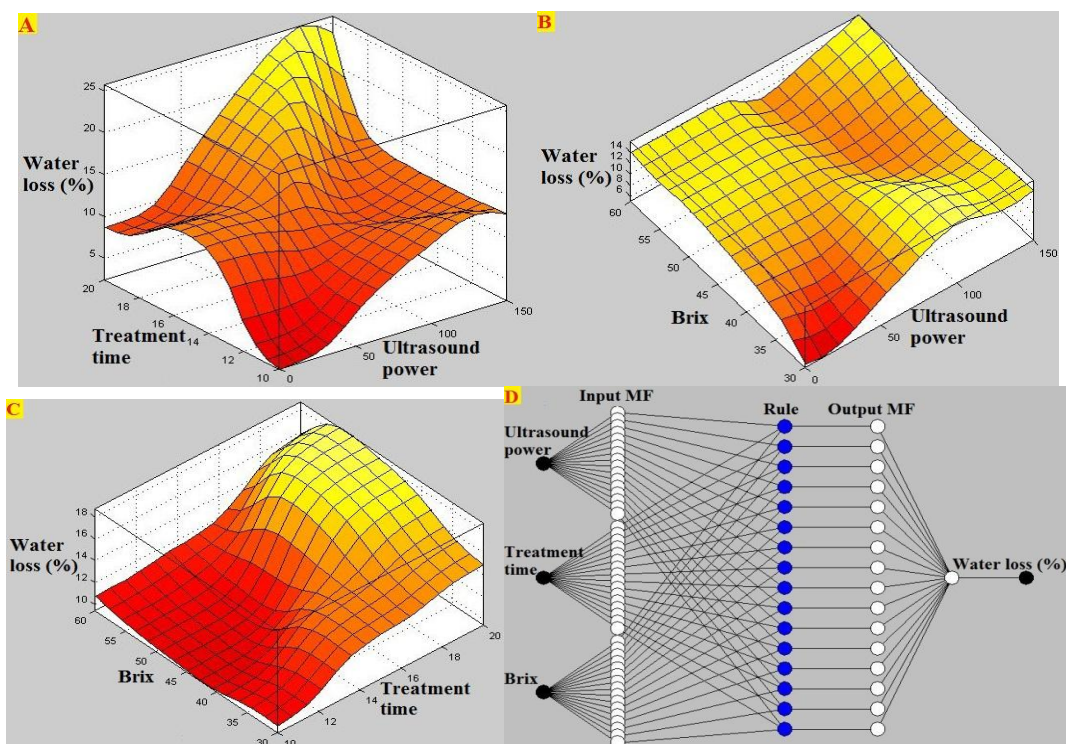 A
25
20
15
10
5
Water
loss (%)
20
18
16
14
12
10
Treatment
time
0
50
100
150
Ultrasound
power
B
14
12
10
8
6
Water
loss (%)
60
55
50
45
40
35
30
Brix
0
50
100
150
Ultrasound
power
C
18
16
14
12
10
Water
loss (%)
60
55
50
45
40
35
30
Brix
10
12
14
16
18
20
Treatment
time
D
Input MF
Rule
Output MF
Ultrasound
power
Treatment
time
Water loss (%)
Brix